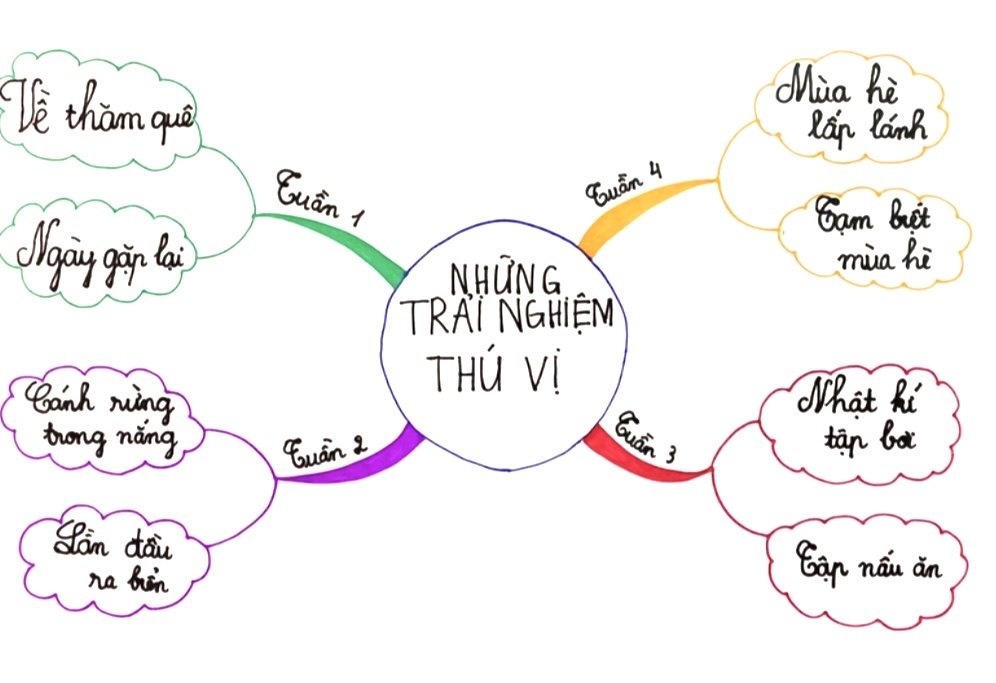 NHỮNG
TRẢI NGHIỆM
THÚ VỊ
Tuần 1
Về thăm quê
Ngày gặp lại
Tuần 2
Cánh rừng
trong nắng
Lần đầu
ra biển
Tuần 3
Nhật kí
tập bơi
Tập nấu ăn
Tuần 4
Mùa hè
lấp lánh
Tạm biệt
mùa hè